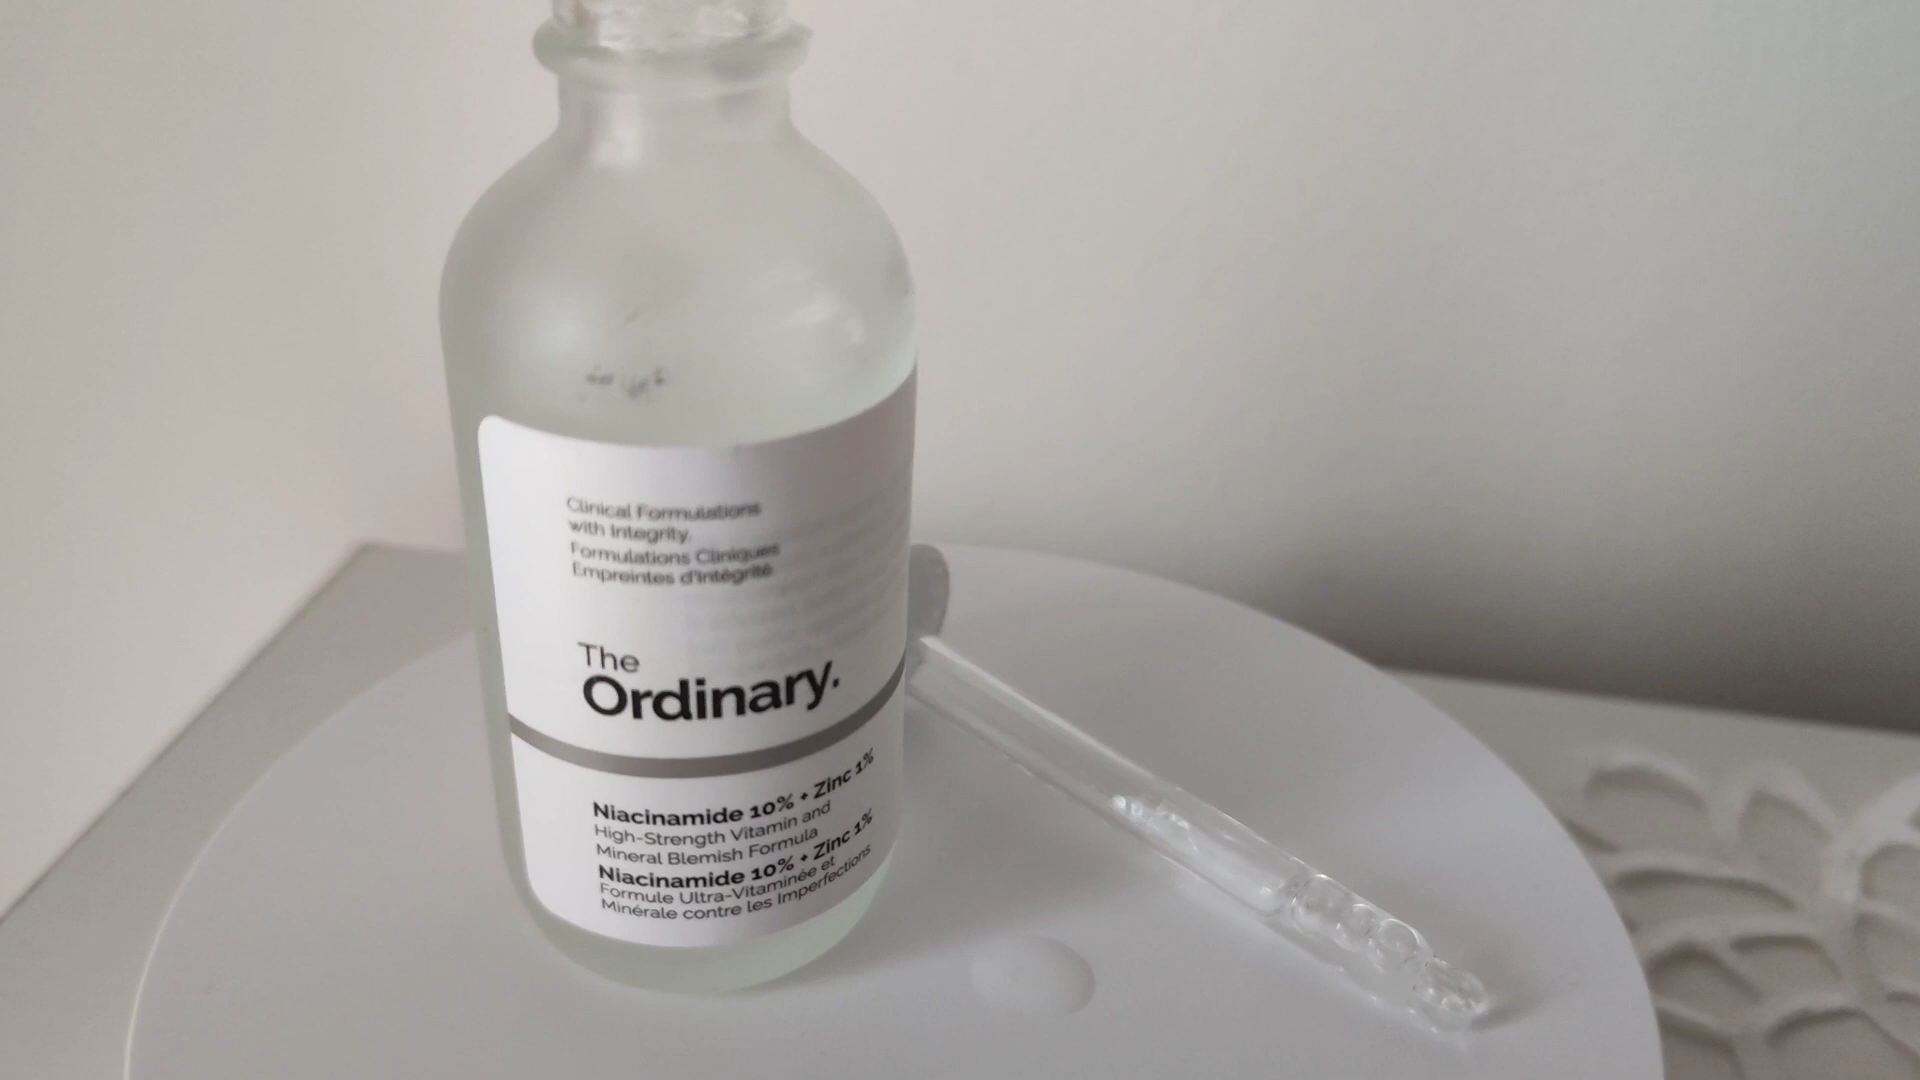 Clinical Formulations
with Integrity.
Formulations Cliniques
Empreintes d'Intégrité.
The
Ordinary.
Niacinamide 10% + Zinc 1%
High-Strength Vitamin and
Mineral Blemish Formula
Niacinamide 10% + Zinc 1%
Formule Ultra-Vitaminée et
Minérale contre les Imperfections